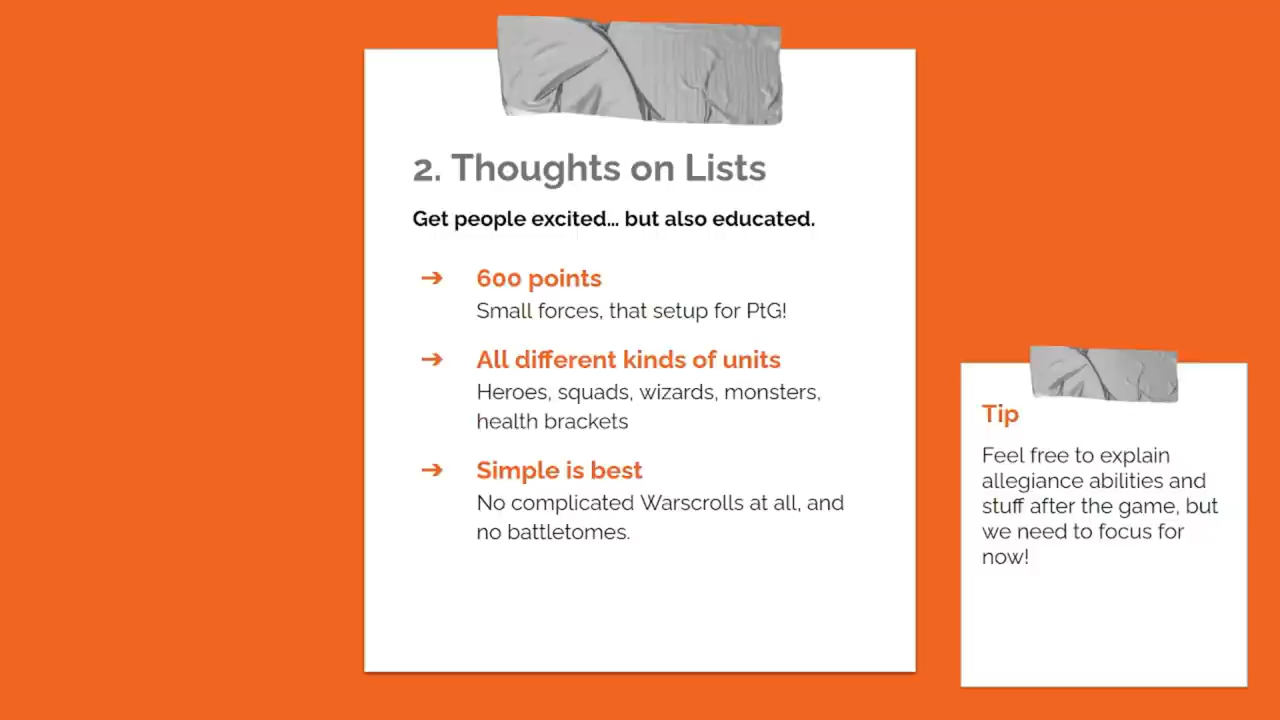 2. Thoughts on Lists
Get people excited... but also educated.
➔ 600 points
Small forces, that setup for PtG!
➔ All different kinds of units
Heroes, squads, wizards, monsters,
health brackets
➔ Simple is best
No complicated Warscrolls at all, and
no battletomes.
Tip
Feel free to explain
allegiance abilities and
stuff after the game, but
we need to focus for
now!